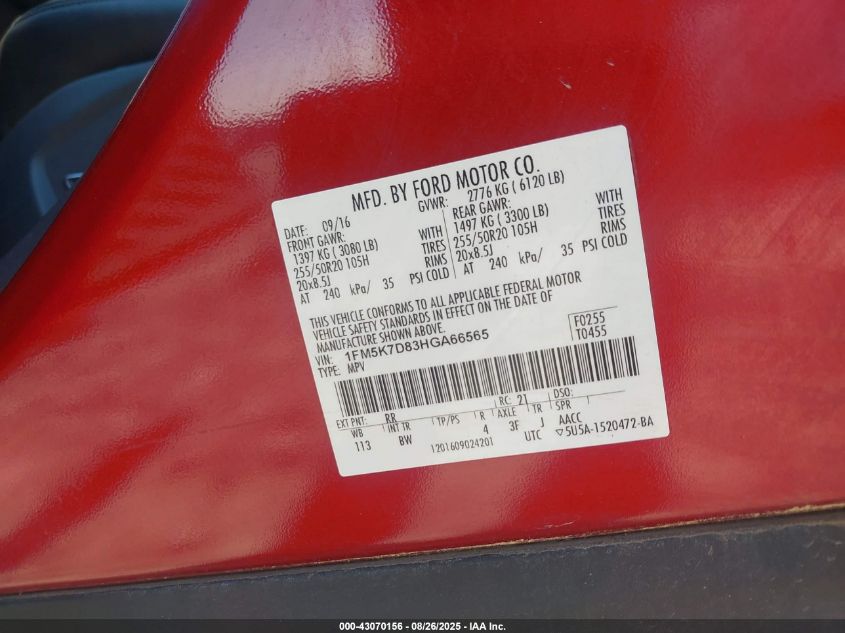 MFD. BY FORD MOTOR CO.
DATE: 09/16 GVWR: 2776 KG ( 6120 LB)
FRONT GAWR: REAR GAWR:
1397 KG ( 3080 LB) WITH 1497 KG ( 3300 LB) WITH
255/50R20 105H TIRES 255/50R20 105H TIRES
20x8.5J RIMS 20x8.5J RIMS
AT 240 kPa/ 35 PSI COLD AT 240 kPa/ 35 PSI COLD
THIS VEHICLE CONFORMS TO ALL APPLICABLE FEDERAL MOTOR
VEHICLE SAFETY STANDARDS IN EFFECT ON THE DATE OF
MANUFACTURE SHOWN ABOVE.
VIN: 1FM5K7D83HGA66565 F0255
TYPE: MPV T0455
EXT PNT: RR RC: 21 DSO:
WB INT TR TP/PS R AXLE TR SPR
113 BW 4 3F J AACC
1201609024201 UTC ▽5U5A-1520472-BA
000-43070156 - 08/26/2025 - IAA Inc.